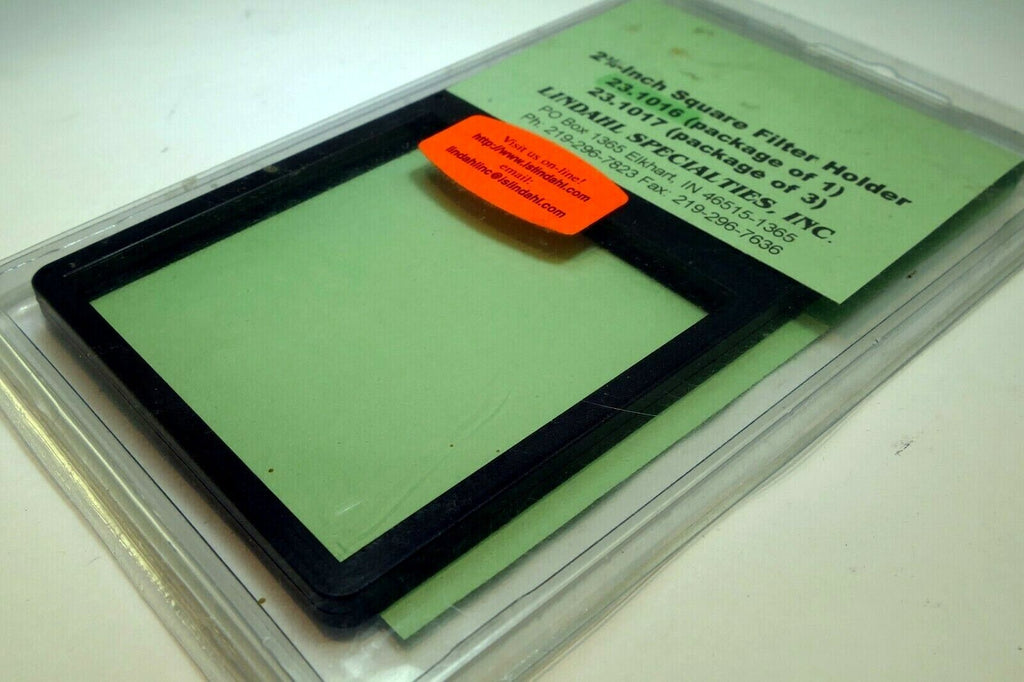 2¾-Inch Square Filter Holder
23.1016 (package of 1)
23.1017 (package of 3)
LINDAHL SPECIALTIES, INC.
PO Box 1365 Elkhart, IN 46515-1365
Ph: 219-296-7823 Fax: 219-296-7636
Visit us on-line!
http://www.lslindahl.com
email:
lindahlinc@lslindahl.com